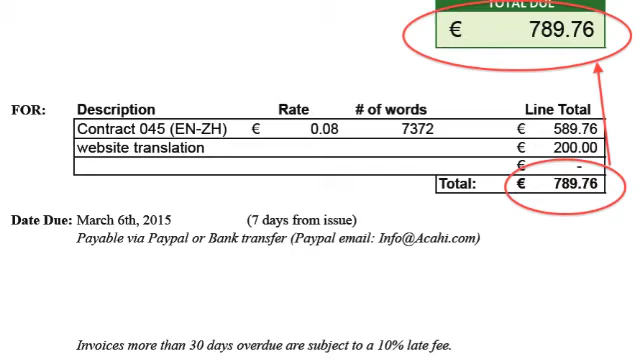 TOTAL DUE
€ 789.76
FOR: Description Rate # of words Line Total
Contract 045 (EN-ZH) € 0.08 7372 € 589.76
website translation € 200.00
€ -
Total: € 789.76
Date Due: March 6th, 2015 (7 days from issue)
Payable via Paypal or Bank transfer (Paypal email: Info@Acahi.com)
Invoices more than 30 days overdue are subject to a 10% late fee.